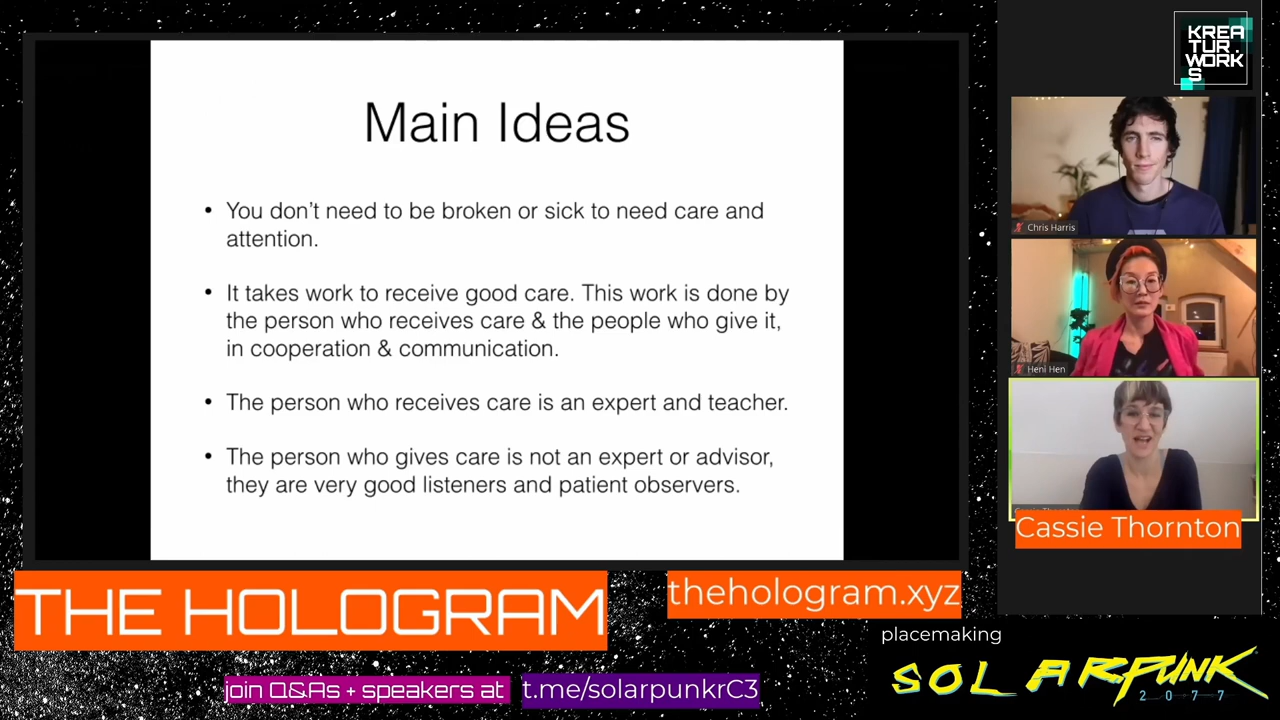 Main Ideas
• You don't need to be broken or sick to need care and
attention.
• It takes work to receive good care. This work is done by
the person who receives care & the people who give it,
in cooperation & communication.
• The person who receives care is an expert and teacher.
• The person who gives care is not an expert or advisor,
they are very good listeners and patient observers.
KREA
TUR.
WORK
S
Chris Harris
Heni Hen
Cassie Thornton
THE HOLOGRAM
thehologram.xyz
join Q&As + speakers at
t.me/solarpunkrC3
placemaking
SOLARPUNK
2077